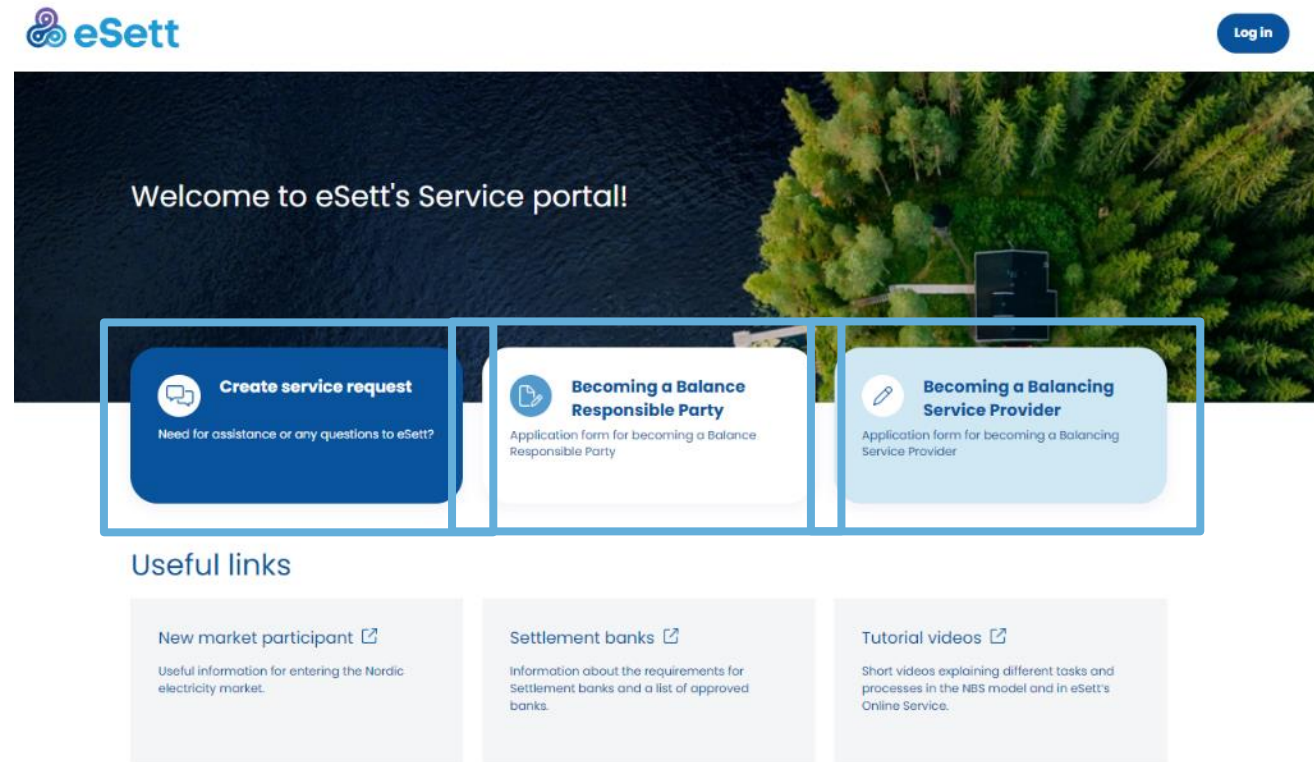 eSett
Log in
Welcome to eSett's Service portal!
Create service request
Need for assistance or any questions to eSett?
Becoming a Balance
Responsible Party
Application form for becoming a Balance
Responsible Party
Becoming a Balancing
Service Provider
Application form for becoming a Balancing
Service Provider
Useful links
New market participant
Useful information for entering the Nordic
electricity market.
Settlement banks
Information about the requirements for
Settlement banks and a list of approved
banks.
Tutorial videos
Short videos explaining different tasks and
processes in the NBS model and in eSett's
Online Service.